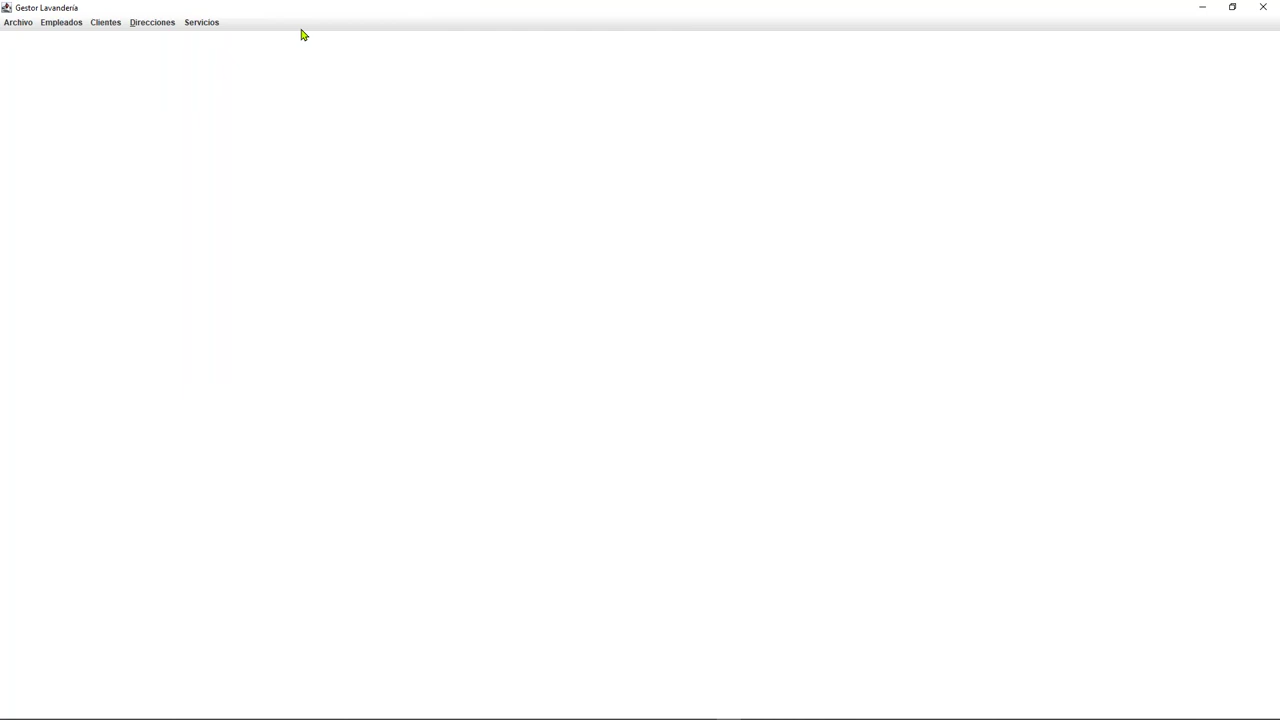 Gestor Lavandería
Archivo Empleados Clientes Direcciones Servicios